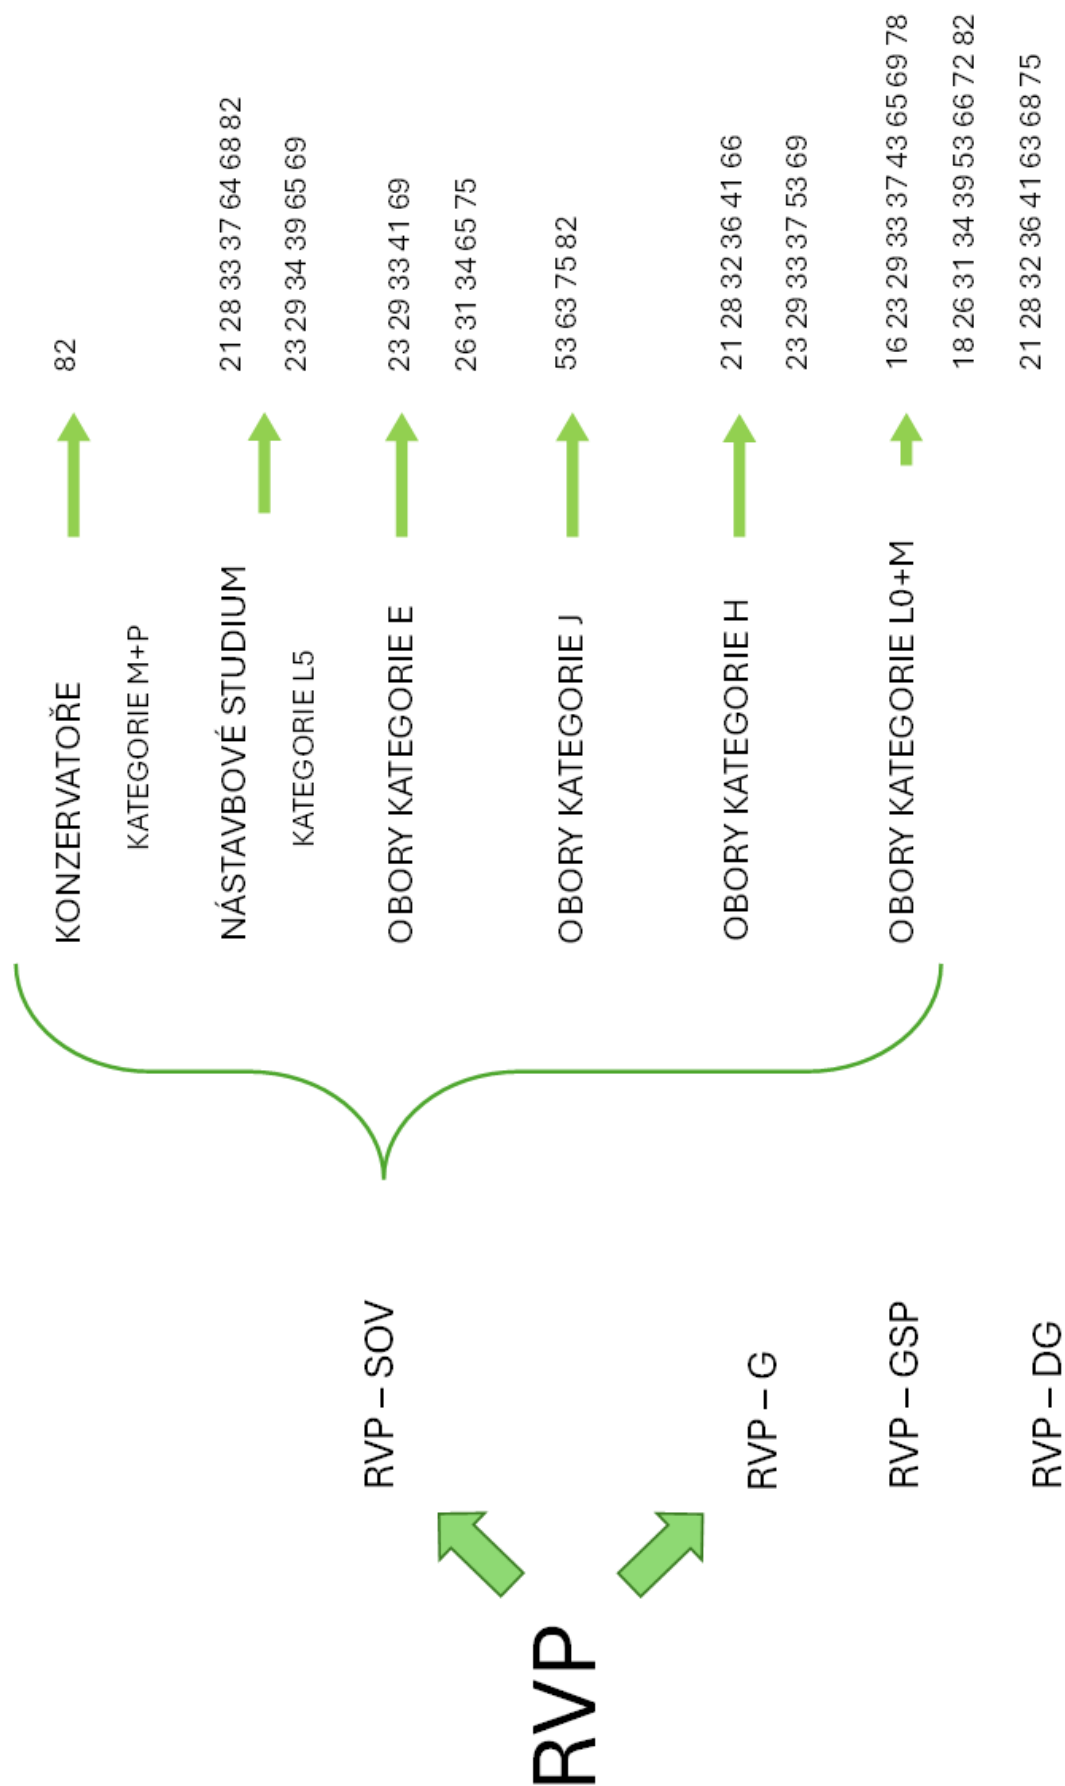 RVP
RVP – SOV
RVP – G
RVP – GSP
RVP – DG
KONZERVATOŘE
KATEGORIE M+P
82
NÁSTAVBOVÉ STUDIUM
KATEGORIE L5
21 28 33 37 64 68 82
23 29 34 39 65 69
OBORY KATEGORIE E
23 29 33 41 69
26 31 34 65 75
OBORY KATEGORIE J
53 63 75 82
OBORY KATEGORIE H
21 28 32 36 41 66
23 29 33 37 53 69
OBORY KATEGORIE L0+M
16 23 29 33 37 43 65 69 78
18 26 31 34 39 53 66 72 82
21 28 32 36 41 63 68 75